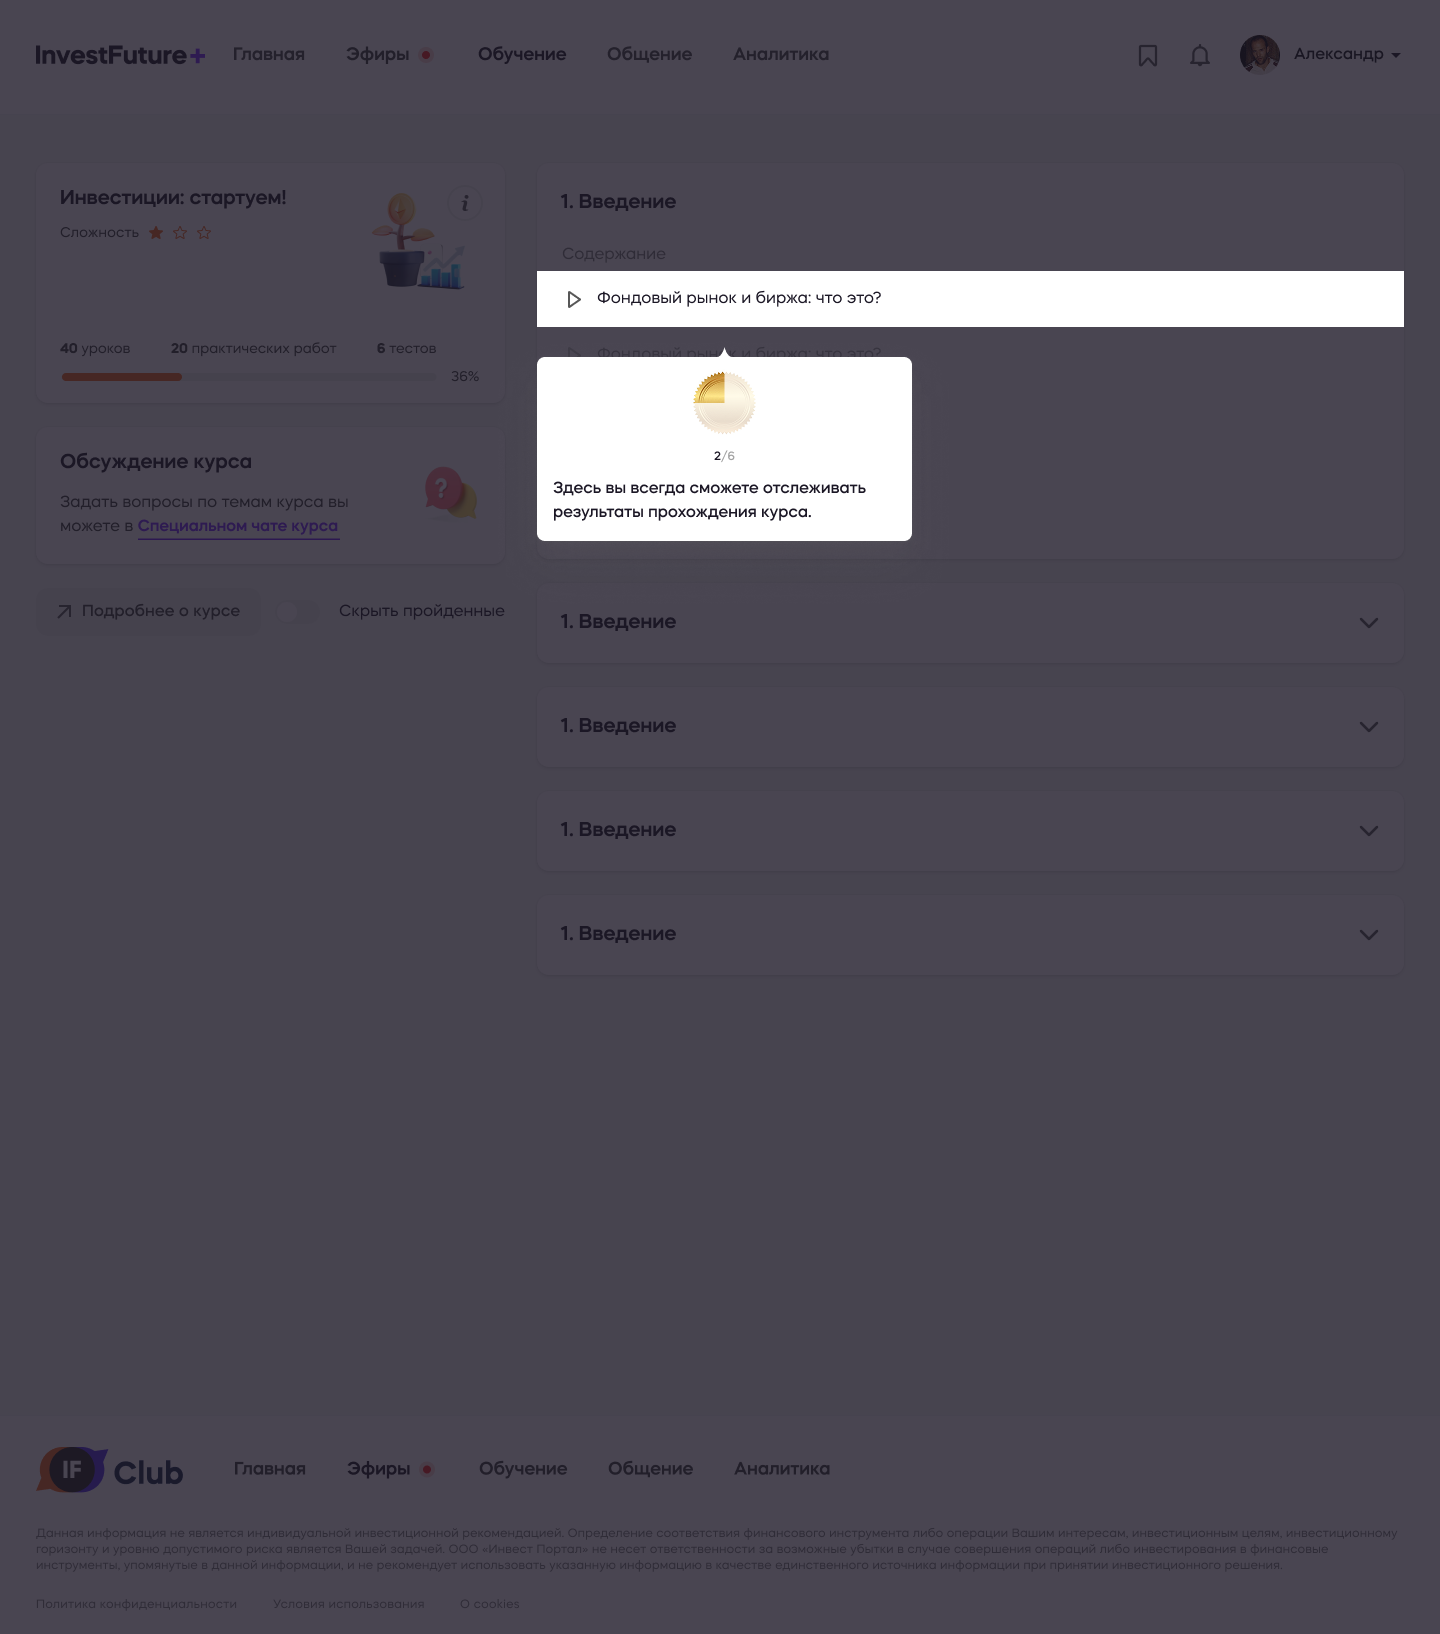 InvestFuture+ Главная Эфиры Обучение Общение Аналитика Александр
Инвестиции: стартуем!
Сложность
40 уроков 20 практических работ 6 тестов
36%
Обсуждение курса
Задать вопросы по темам курса вы
можете в Специальном чате курса
Подробнее о курсе Скрыть пройденные
1. Введение
Содержание
Фондовый рынок и биржа: что это?
Фондовый рынок и биржа: что это?
2/6
Здесь вы всегда сможете отслеживать
результаты прохождения курса.
1. Введение
1. Введение
1. Введение
1. Введение
IF Club Главная Эфиры Обучение Общение Аналитика
Данная информация не является индивидуальной инвестиционной рекомендацией. Определение соответствия финансового инструмента либо операции Вашим интересам, инвестиционным целям, инвестиционному
горизонту и уровню допустимого риска является Вашей задачей. ООО «Инвест Портал» не несет ответственности за возможные убытки в случае совершения операций либо инвестирования в финансовые
инструменты, упомянутые в данной информации, и не рекомендует использовать указанную информацию в качестве единственного источника информации при принятии инвестиционного решения.
Политика конфиденциальности Условия использования О cookies